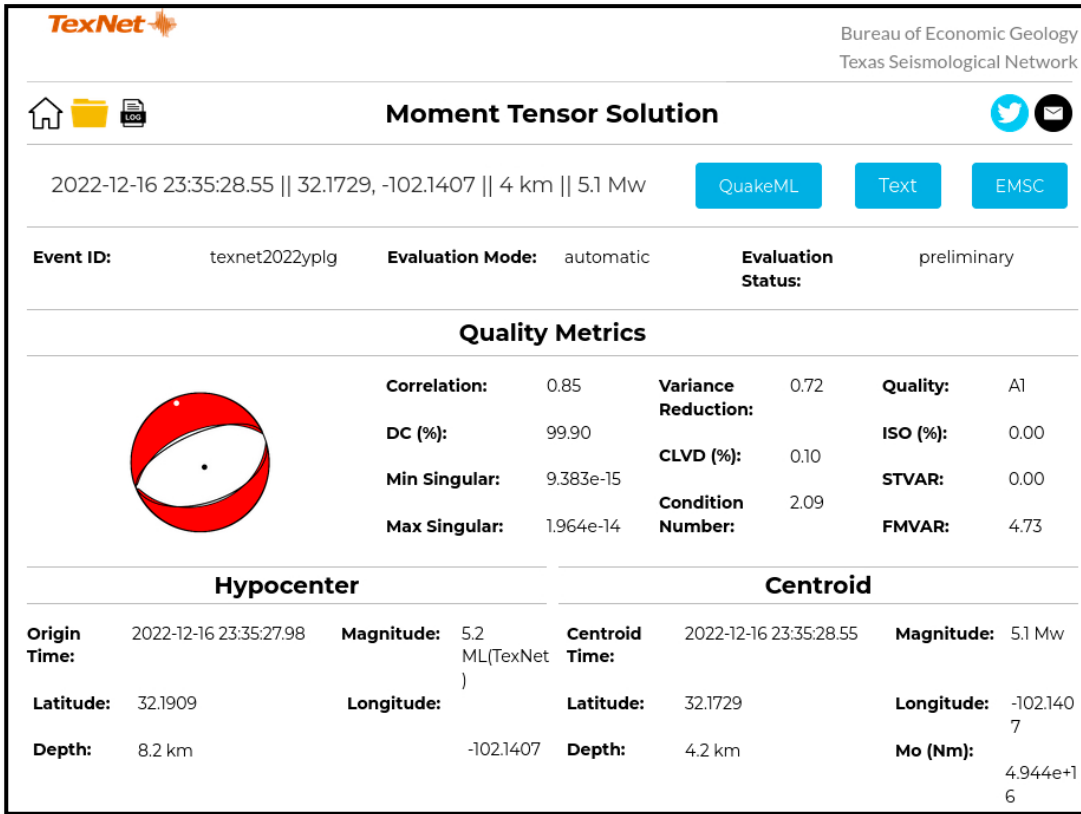 TexNet
Bureau of Economic Geology
Texas Seismological Network
LOG
Moment Tensor Solution
2022-12-16 23:35:28.55 || 32.1729, -102.1407 || 4 km || 5.1 Mw
QuakeML
Text
EMSC
Event ID: texnet2022yplg Evaluation Mode: automatic Evaluation preliminary
Status:
Quality Metrics
Correlation: 0.85 Variance 0.72 Quality: A1
Reduction:
DC (%): 99.90 ISO (%): 0.00
CLVD (%): 0.10
Min Singular: 9.383e-15 STVAR: 0.00
Condition 2.09
Max Singular: 1.964e-14 Number: FMVAR: 4.73
Hypocenter
Origin 2022-12-16 23:35:27.98 Magnitude: 5.2
Time: ML(TexNet
)
Latitude: 32.1909 Longitude:
Depth: 8.2 km -102.1407
Centroid
Centroid 2022-12-16 23:35:28.55 Magnitude: 5.1 Mw
Time:
Latitude: 32.1729 Longitude: -102.140
7
Depth: 4.2 km Mo (Nm):
4.944e+1
6